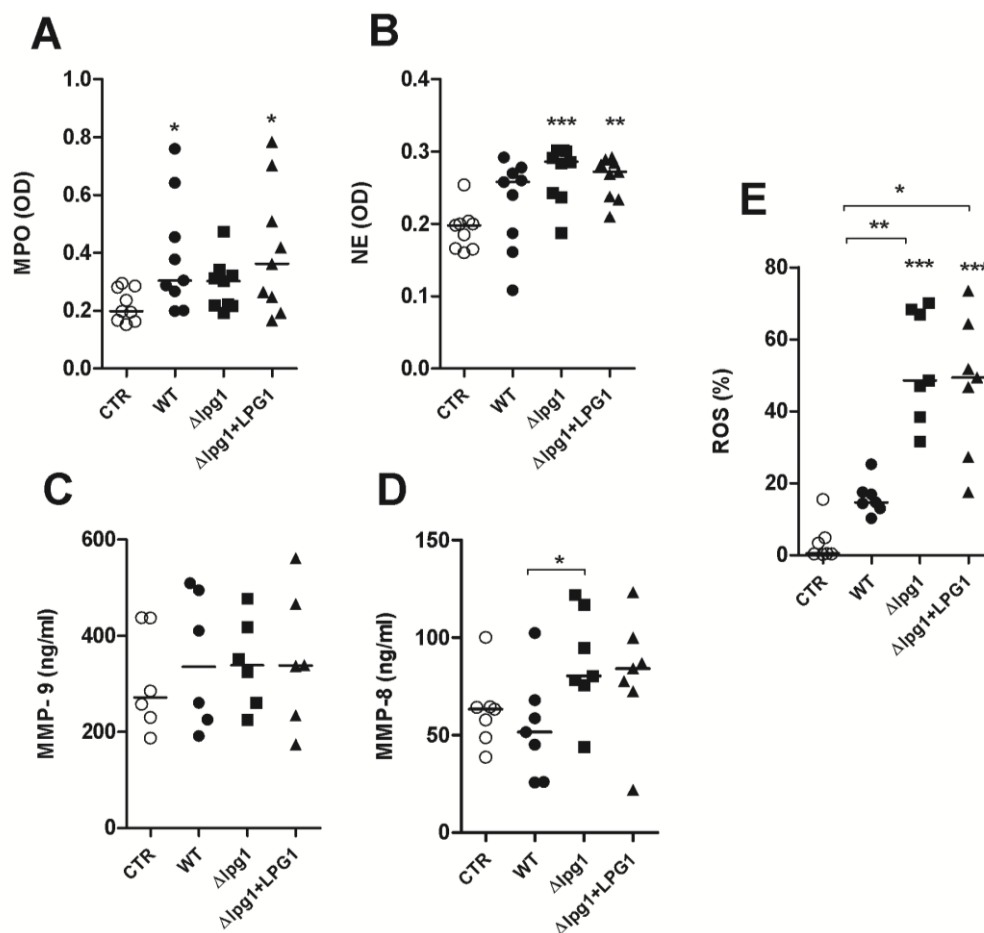 A
MPO (OD)
1.0
0.8
0.6
0.4
0.2
0.0
*
*
CTR
WT
Δlpg1
Δlpg1+LPG1
B
NE (OD)
0.4
0.3
0.2
0.1
0.0
***
**
CTR
WT
Δlpg1
Δlpg1+LPG1
E
ROS (%)
80
60
40
20
0
*
**
***
***
CTR
WT
Δlpg1
Δlpg1+LPG1
C
MMP- 9 (ng/ml)
600
400
200
0
CTR
WT
Δlpg1
Δlpg1+LPG1
D
MMP-8 (ng/ml)
150
100
50
0
*
CTR
WT
Δlpg1
Δlpg1+LPG1